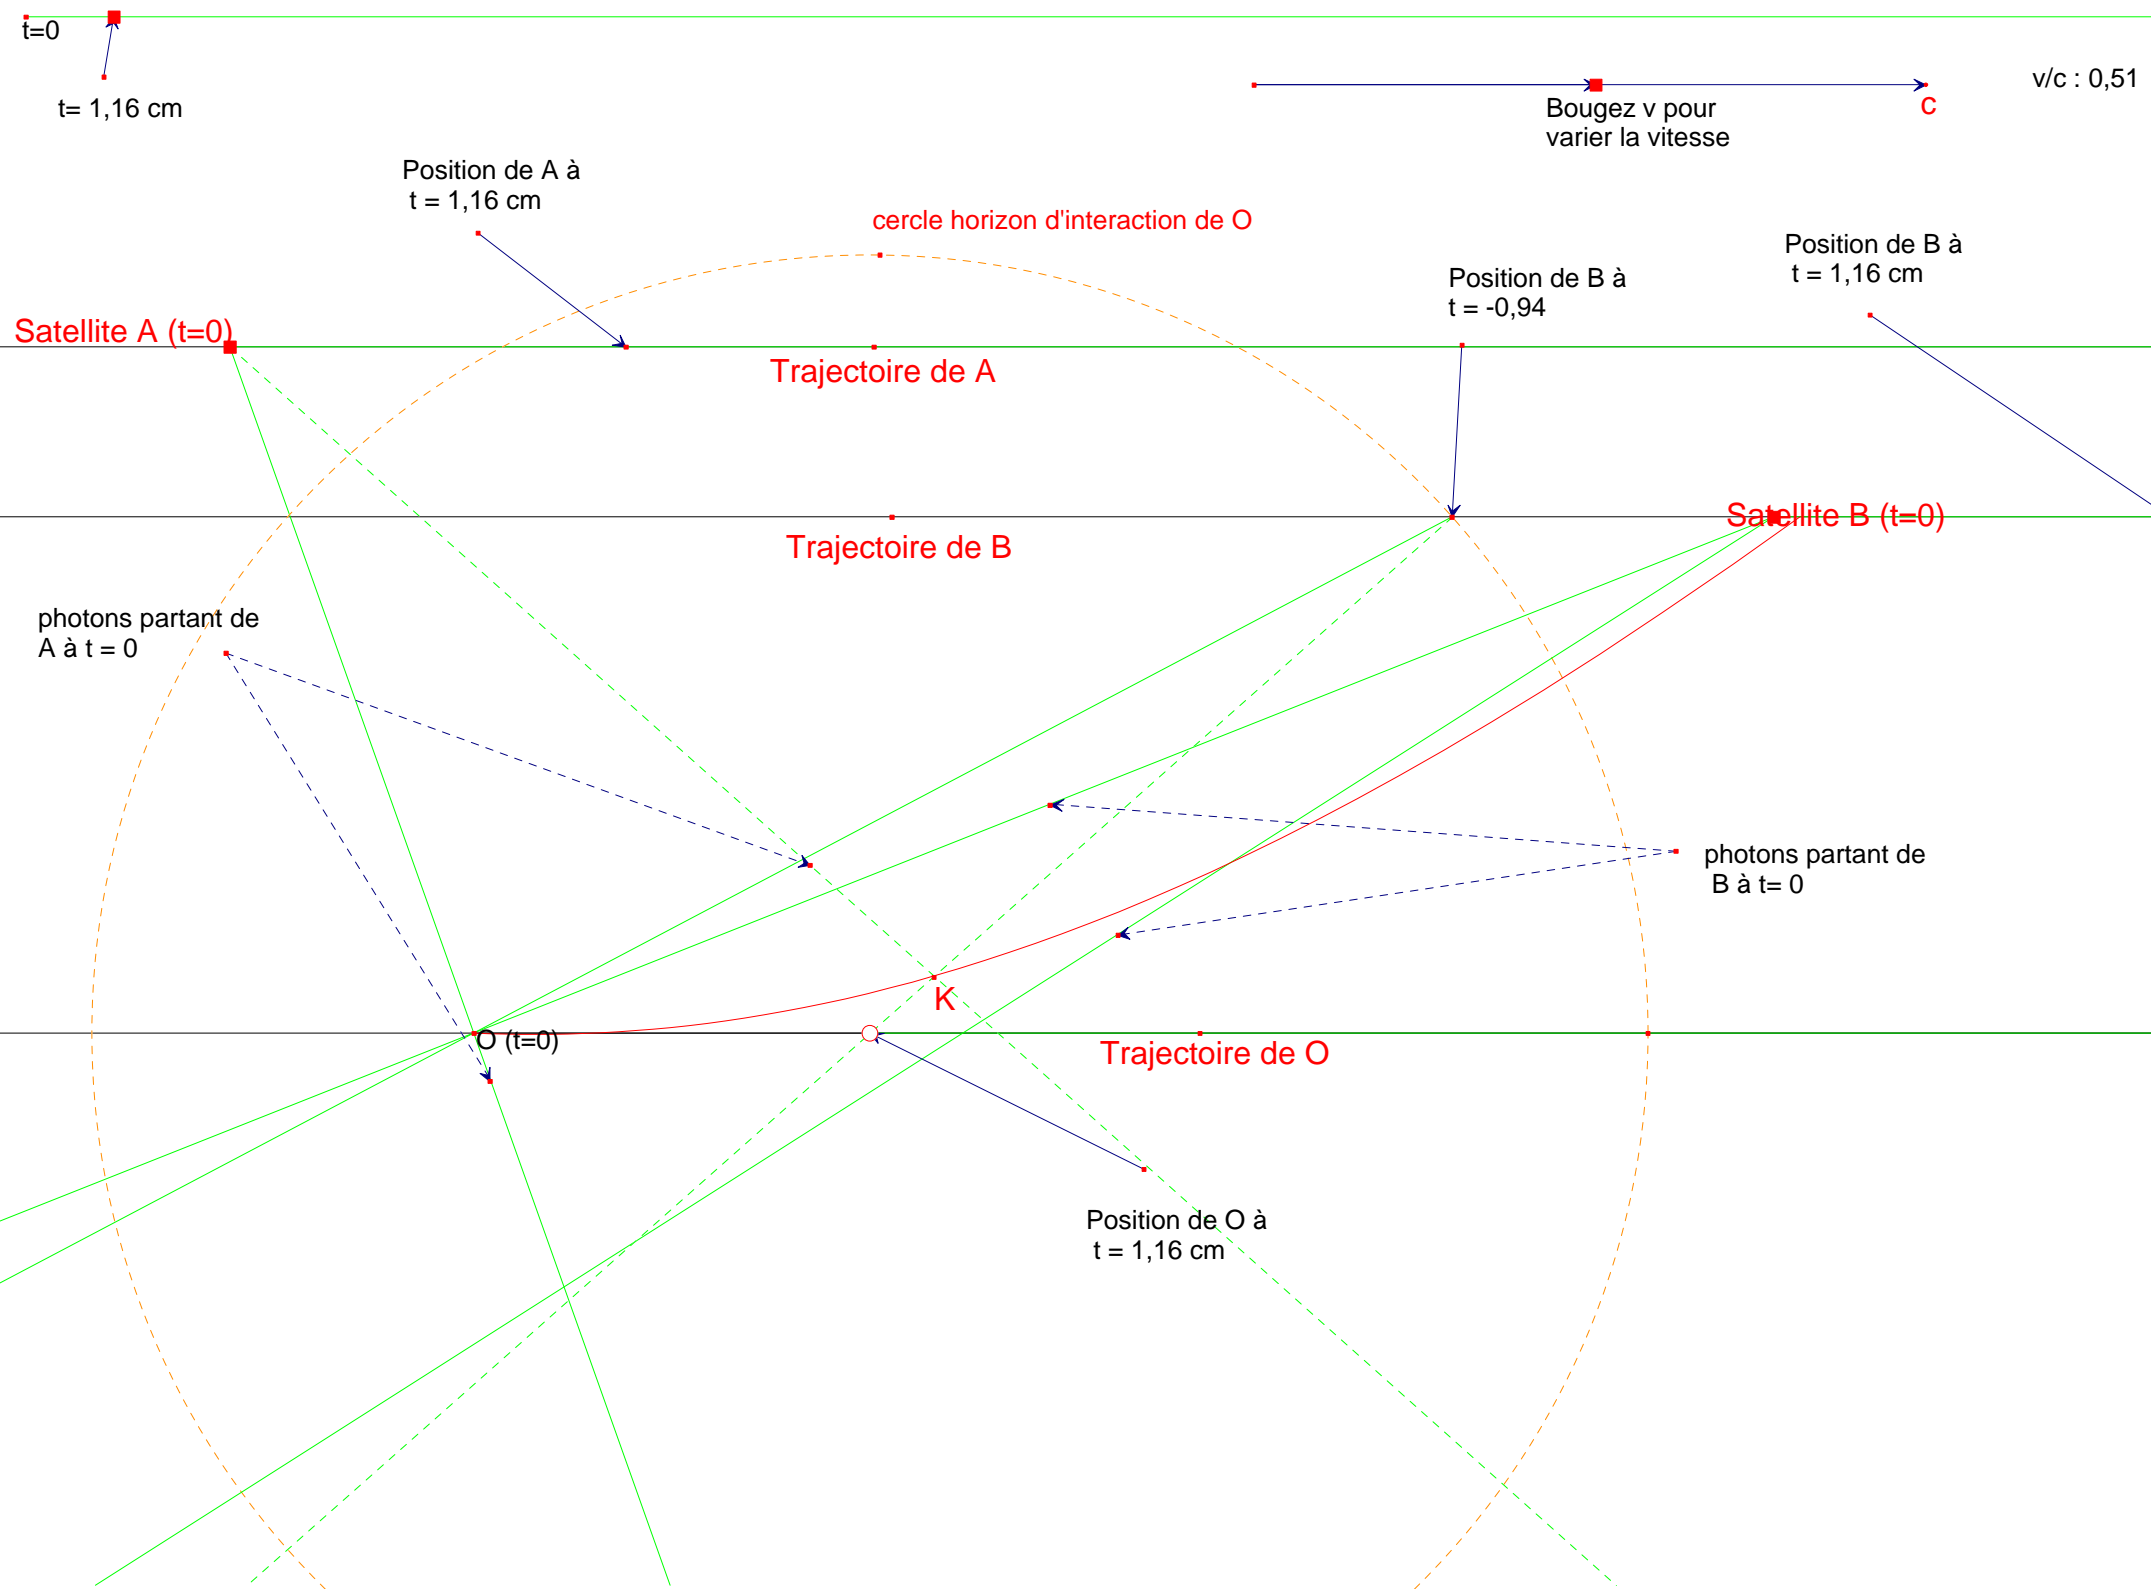 t=0
t= 1,16 cm
v/c : 0,51
c
Bougez v pour
varier la vitesse
Position de A à
t = 1,16 cm
cercle horizon d'interaction de O
Position de B à
t = -0,94
Position de B à
t = 1,16 cm
Satellite A (t=0)
Trajectoire de A
Satellite B (t=0)
Trajectoire de B
photons partant de
A à t = 0
photons partant de
B à t= 0
K
O (t=0)
Trajectoire de O
Position de O à
t = 1,16 cm